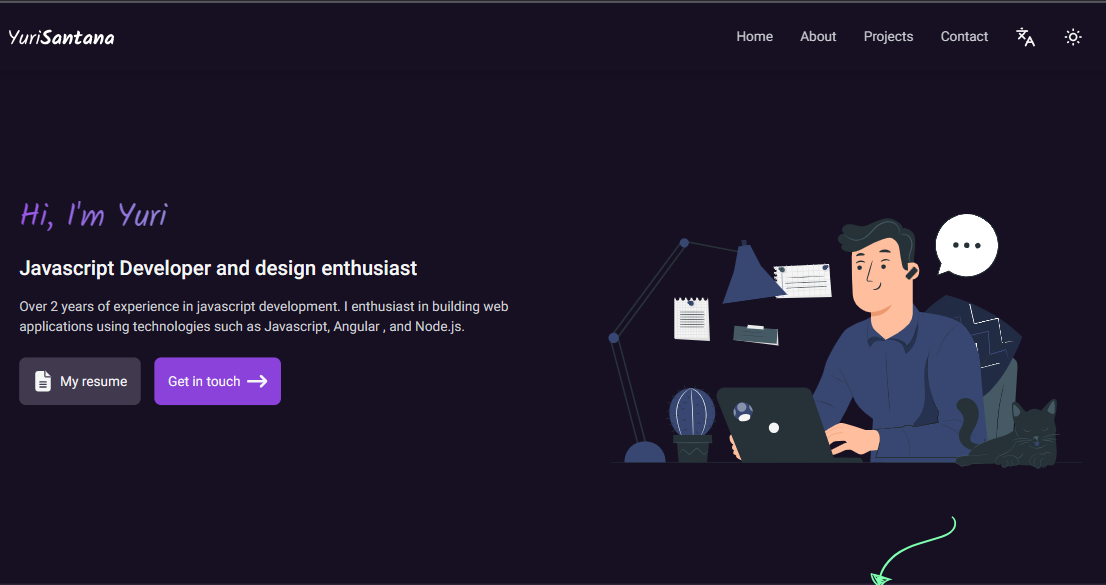 YuriSantana
Home About Projects Contact
Hi, I'm Yuri
Javascript Developer and design enthusiast
Over 2 years of experience in javascript development. I enthusiast in building web
applications using technologies such as Javascript, Angular , and Node.js.
My resume Get in touch